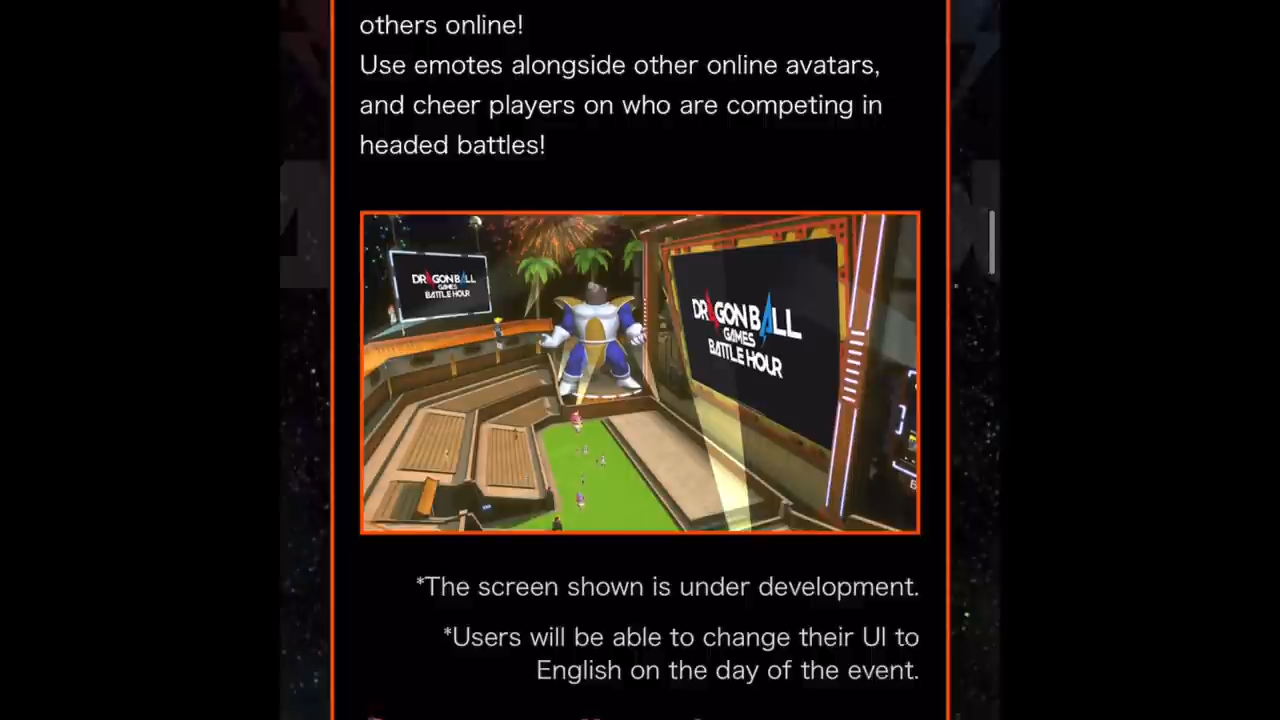 others online!
Use emotes alongside other online avatars,
and cheer players on who are competing in
headed battles!
DRAGON BALL
GAMES
BATTLE HOUR
DRAGON BALL
GAMES
BATTLE HOUR
*The screen shown is under development.
*Users will be able to change their UI to
English on the day of the event.